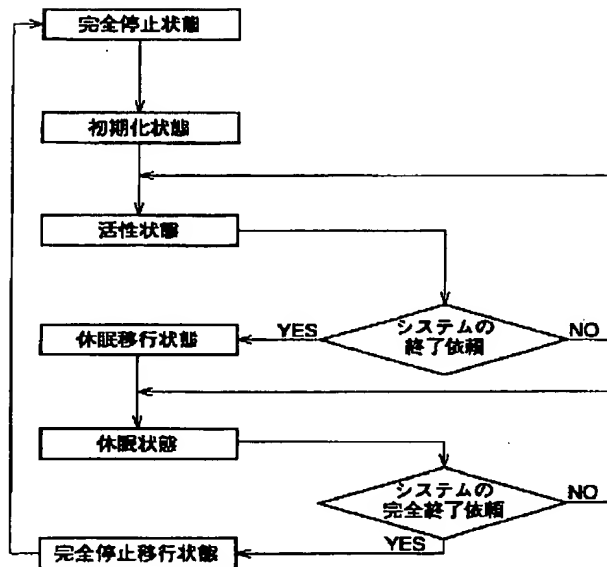 完全停止状態
初期化状態
活性状態
システムの
終了依頼
YES
NO
休眠移行状態
休眠状態
システムの
完全終了依頼
NO
YES
完全停止移行状態